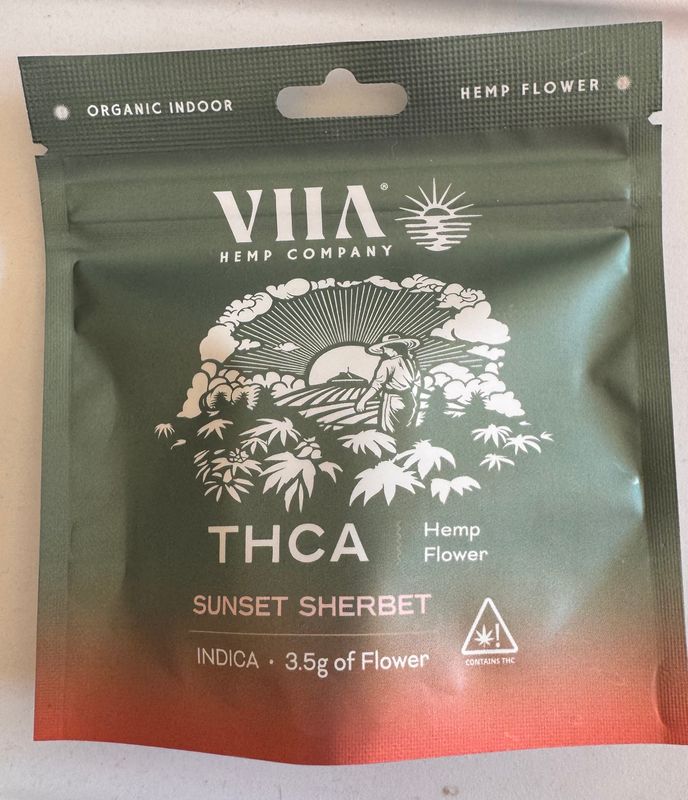 ORGANIC INDOOR
HEMP FLOWER
VIIA®
HEMP COMPANY
THCA
Hemp
Flower
SUNSET SHERBET
INDICA • 3.5g of Flower
!
CONTAINS THC